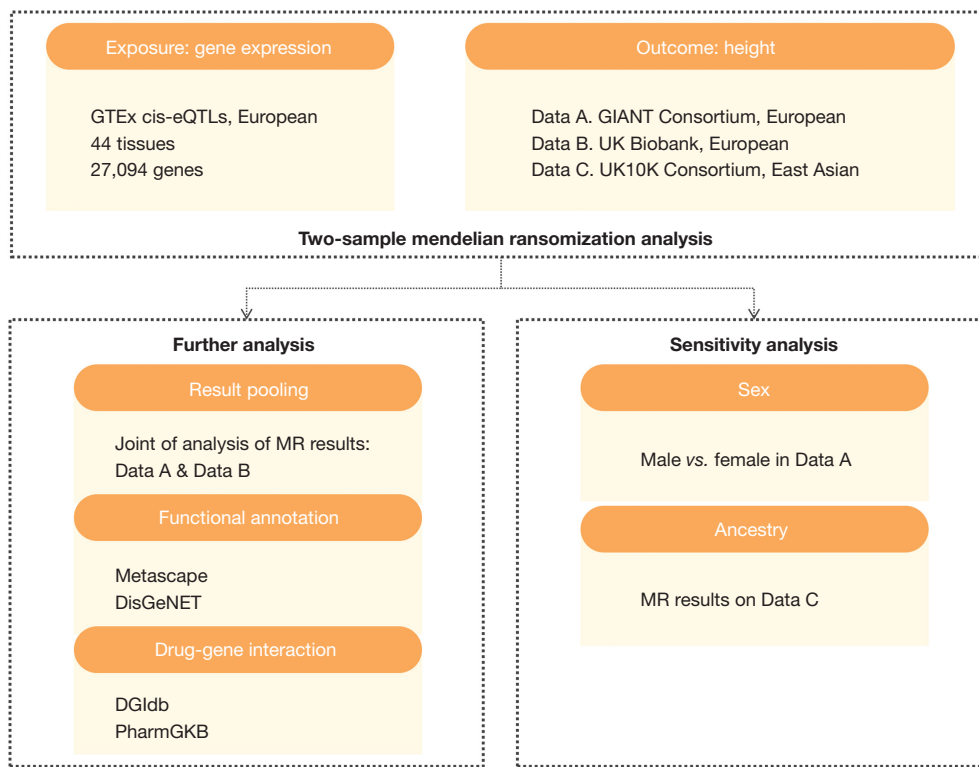 Exposure: gene expression
GTEx cis-eQTLs, European
44 tissues
27,094 genes
Outcome: height
Data A. GIANT Consortium, European
Data B. UK Biobank, European
Data C. UK10K Consortium, East Asian
Two-sample mendelian ransomization analysis
Further analysis
Result pooling
Joint of analysis of MR results:
Data A & Data B
Functional annotation
Metascape
DisGeNET
Drug-gene interaction
DGIdb
PharmGKB
Sensitivity analysis
Sex
Male vs. female in Data A
Ancestry
MR results on Data C